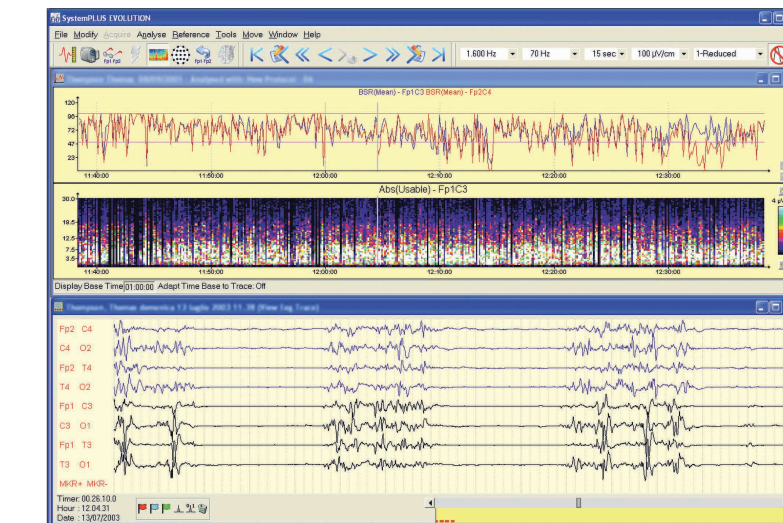 SystemPLUS EVOLUTION
File Modify Acquire Analyse Reference Tools Move Window Help
Fp1 Fp2 Fp1 Fp2 1.600 Hz 70 Hz 15 sec 100 µV/cm 1-Reduced
BSR(Mean) - Fp1C3 BSR(Mean) - Fp2C4
120
96
72
47
23
11:40:00 11:50:00 12:00:00 12:10:00 12:20:00 12:30:00
Abs(Usable) - Fp1C3
4 µV
30.0
19.5
12.5
7.5
3.5
11:40:00 11:50:00 12:00:00 12:10:00 12:20:00 12:30:00
Display Base Time 01:00:00 Adapt Time Base to Trace: Off
Fp2 C4
C4 O2
Fp2 T4
T4 O2
Fp1 C3
C3 O1
Fp1 T3
T3 O1
MKR+ MKR-
Timer: 00.26.10.0
Hour : 12.04.31
Date : 13/07/2003